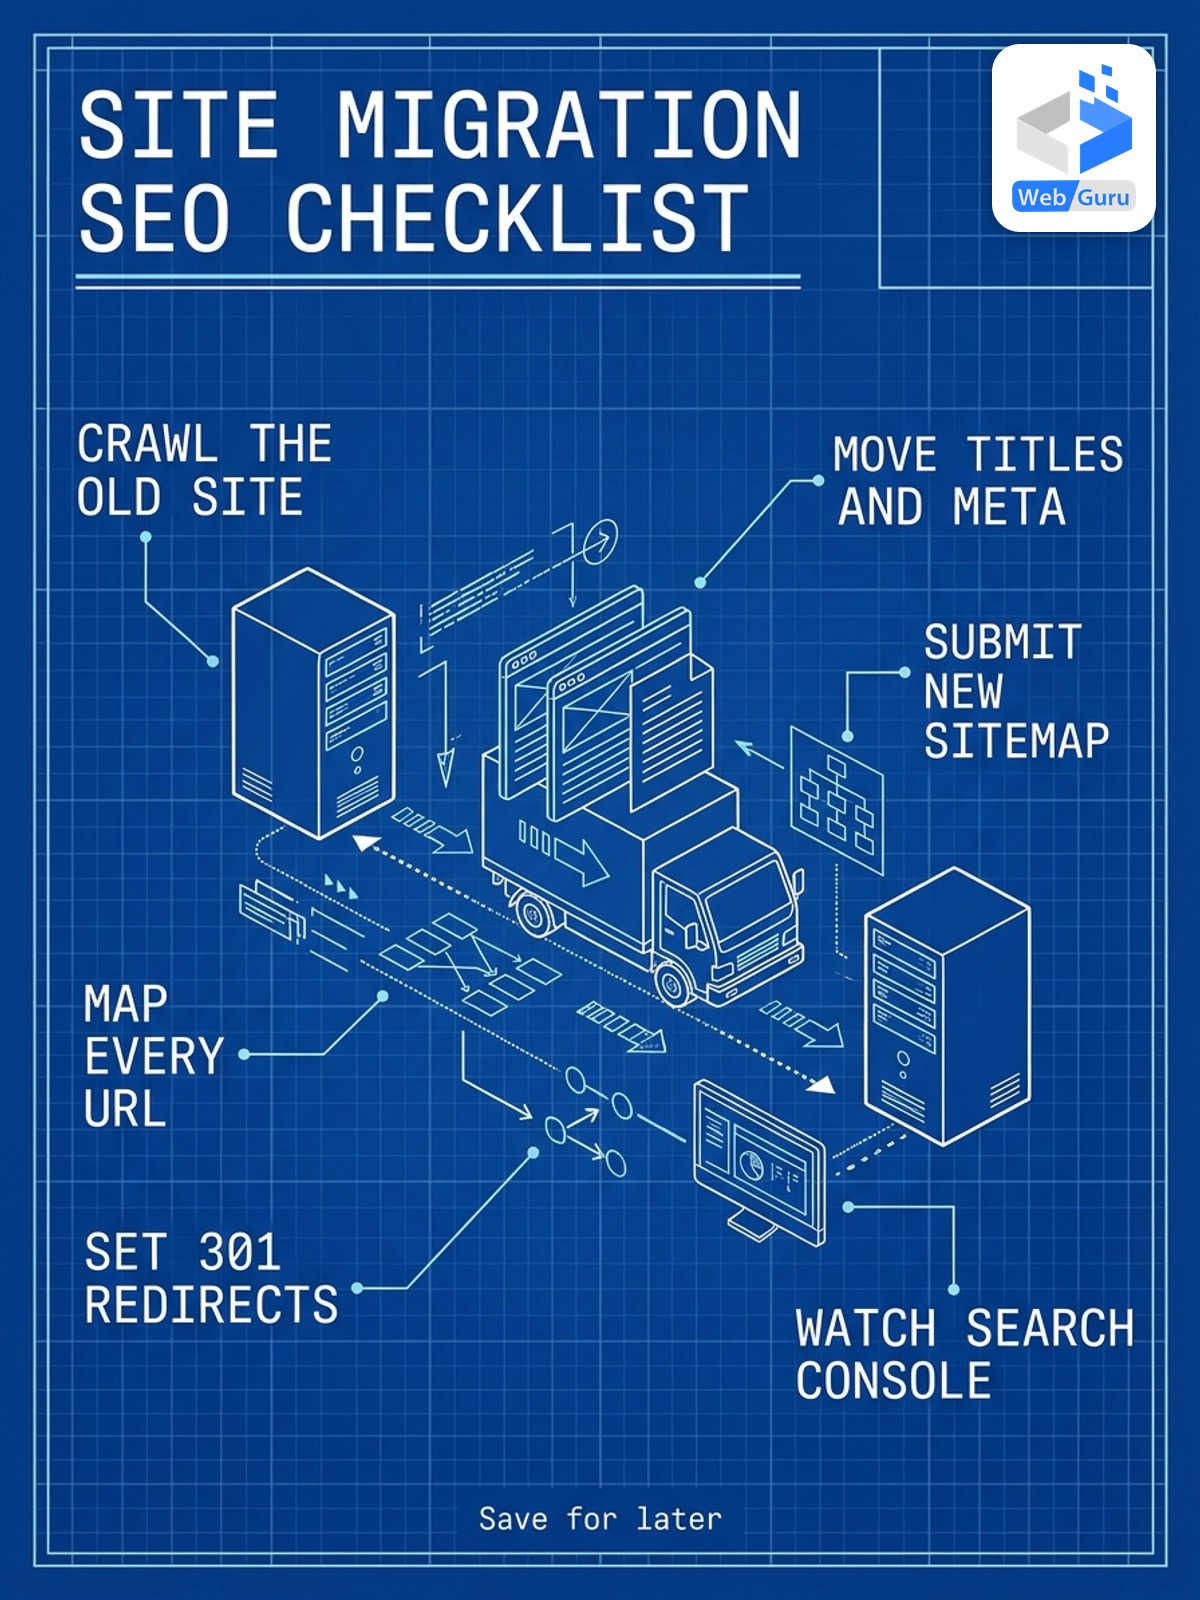 SITE MIGRATION
SEO CHECKLIST
Web Guru
CRAWL THE
OLD SITE
MOVE TITLES
AND META
SUBMIT
NEW
SITEMAP
MAP
EVERY
URL
SET 301
REDIRECTS
WATCH SEARCH
CONSOLE
Save for later